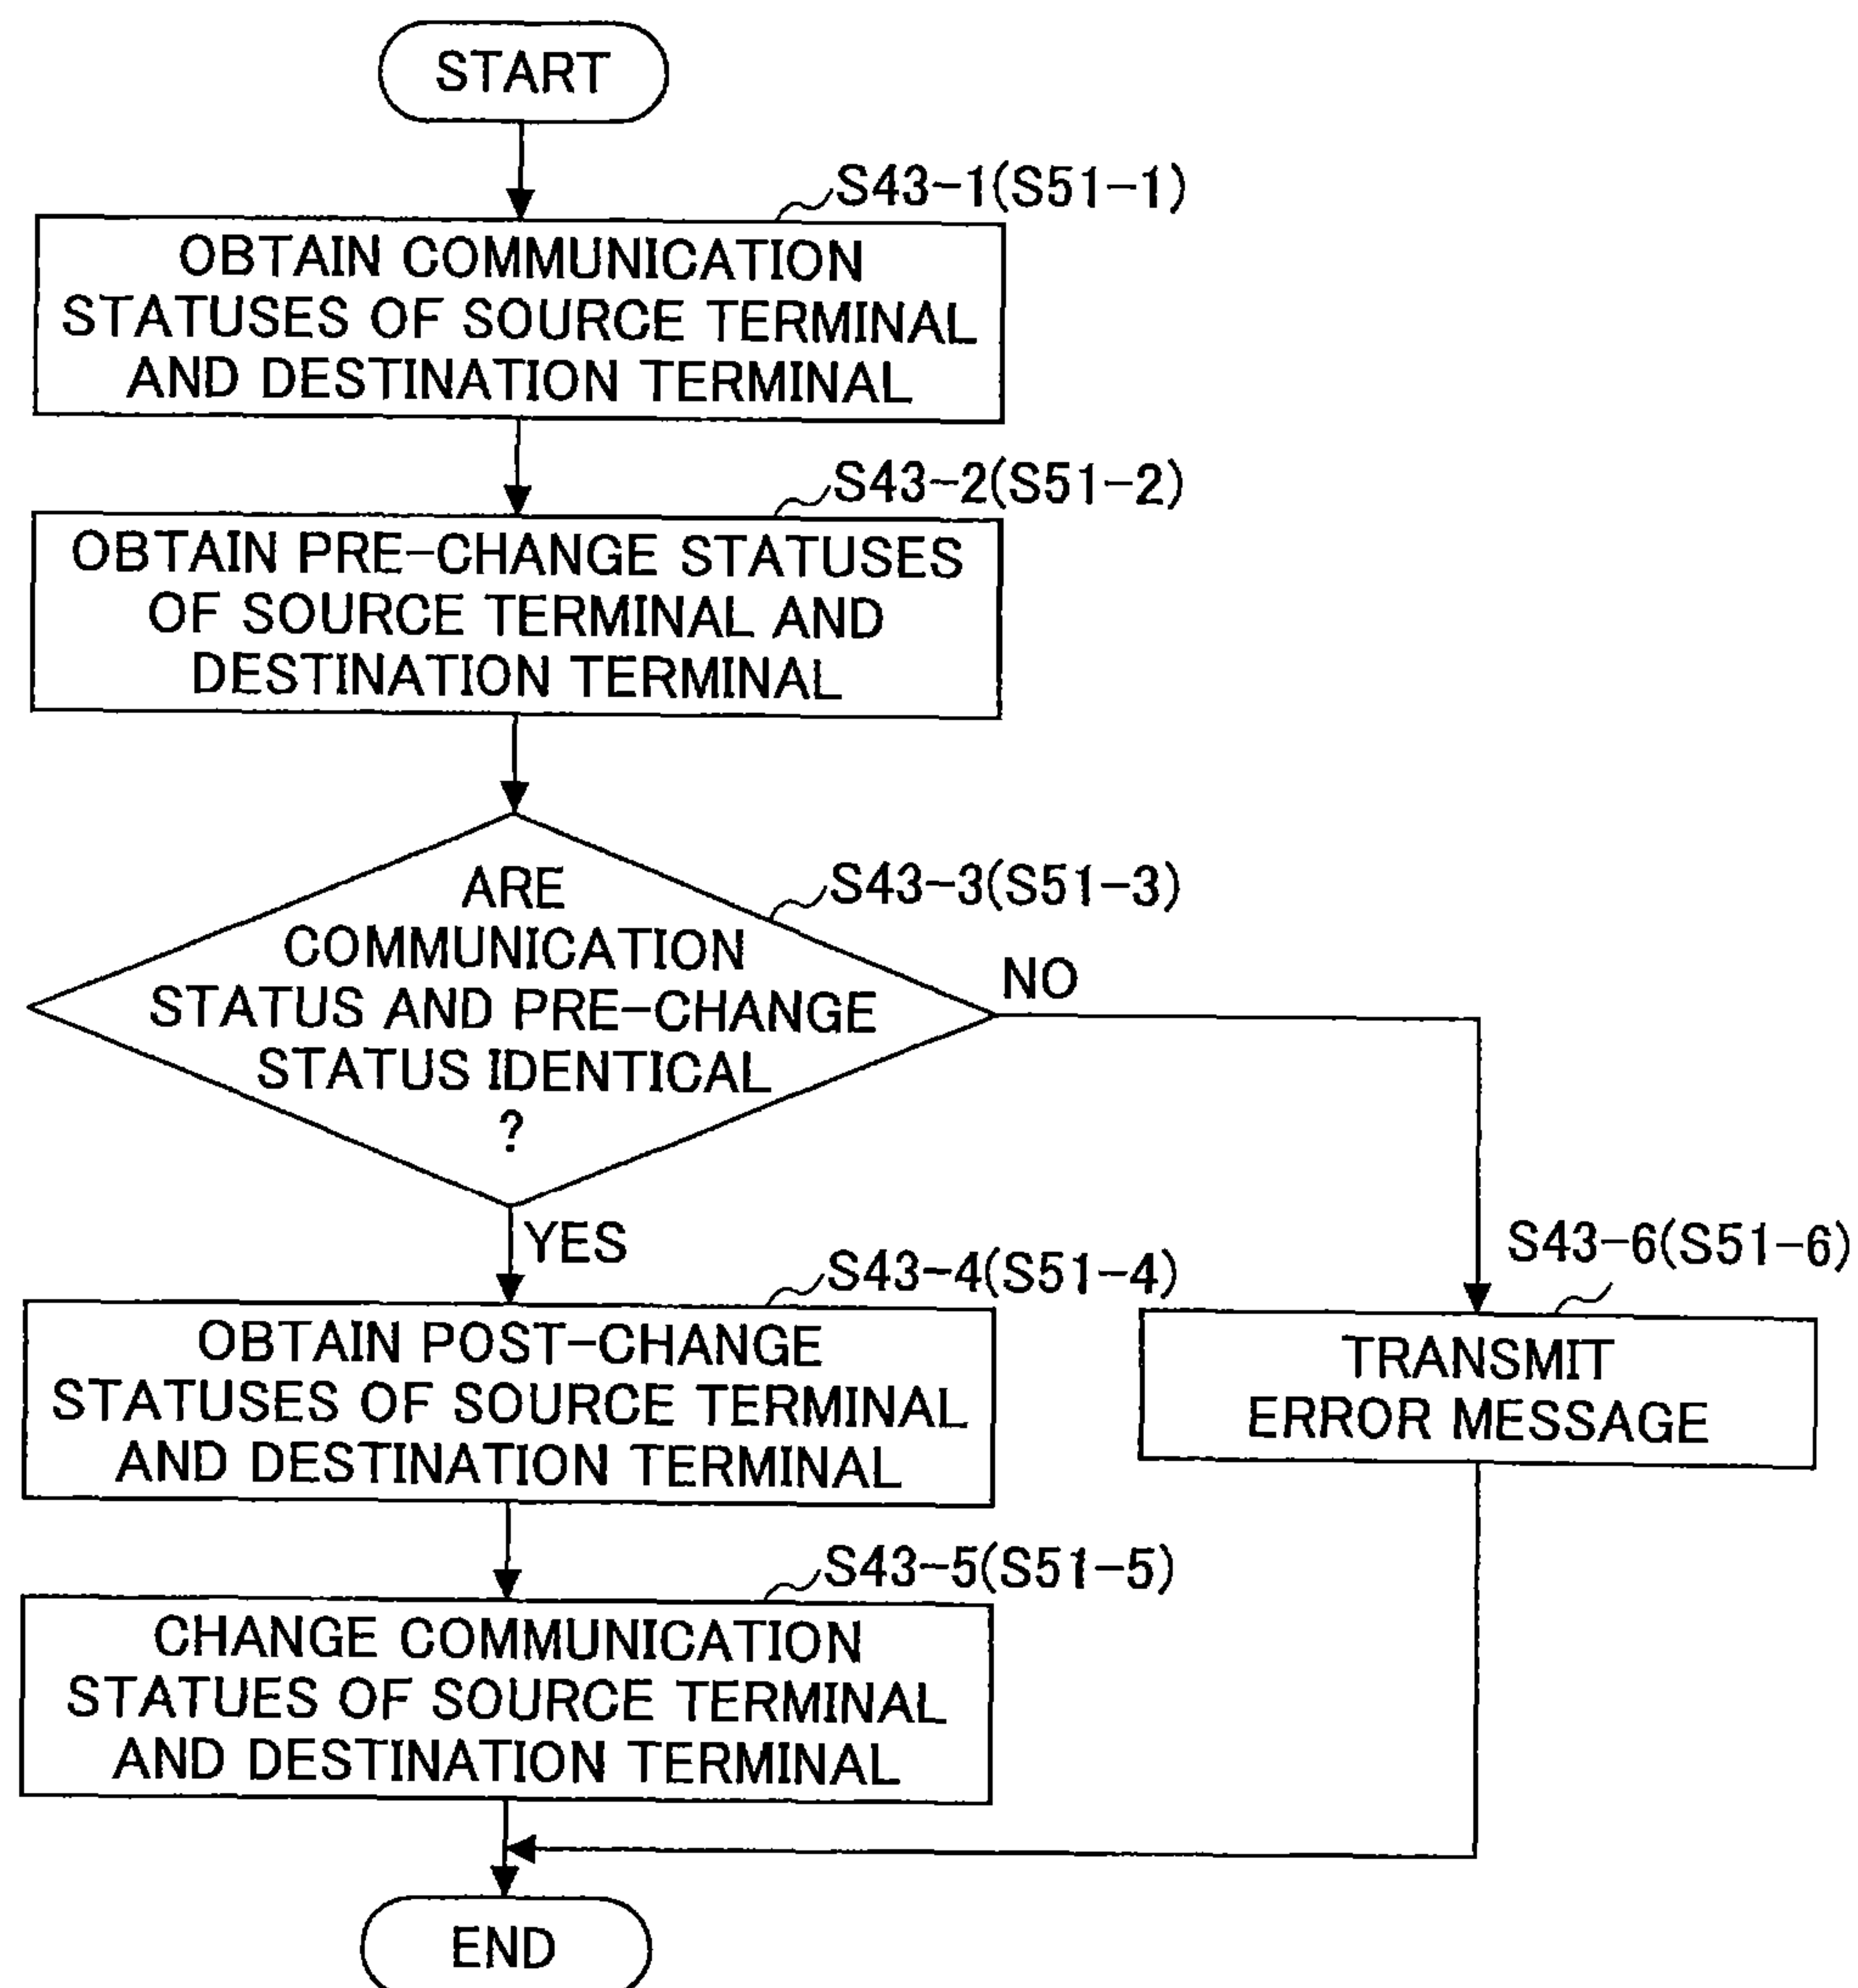 START
S43-1(S51-1)
OBTAIN COMMUNICATION
STATUSES OF SOURCE TERMINAL
AND DESTINATION TERMINAL
S43-2(S51-2)
OBTAIN PRE-CHANGE STATUSES
OF SOURCE TERMINAL AND
DESTINATION TERMINAL
S43-3(S51-3)
ARE
COMMUNICATION
STATUS AND PRE-CHANGE
STATUS IDENTICAL
?
NO
YES
S43-4(S51-4)
OBTAIN POST-CHANGE
STATUSES OF SOURCE TERMINAL
AND DESTINATION TERMINAL
S43-6(S51-6)
TRANSMIT
ERROR MESSAGE
S43-5(S51-5)
CHANGE COMMUNICATION
STATUES OF SOURCE TERMINAL
AND DESTINATION TERMINAL
END